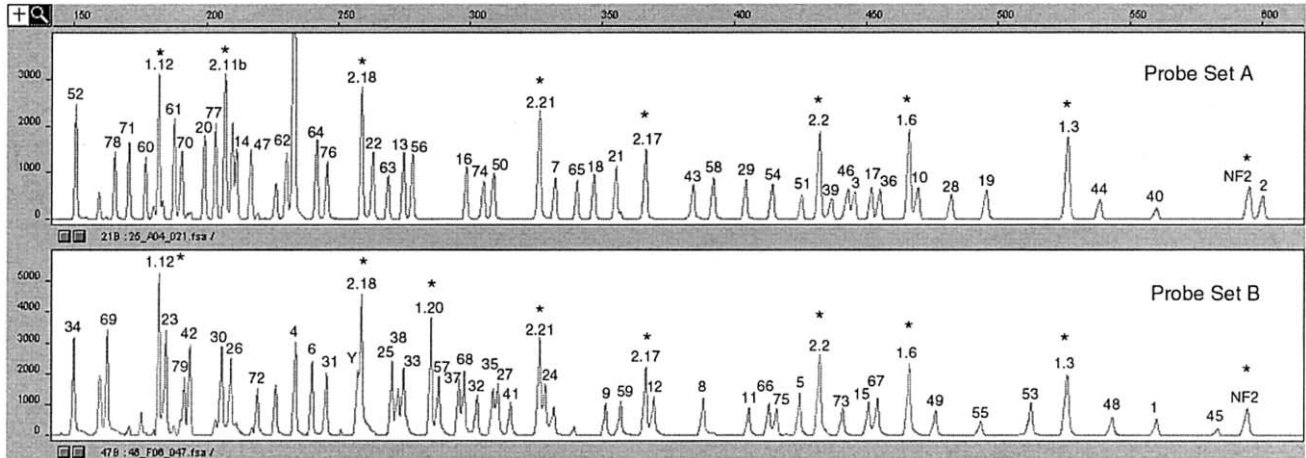 150 200 250 300 350 400 450 500 550 600
Probe Set A
* * * * * * * * *
1.12 2.11b 2.18 2.21 2.17 2.2 1.6 1.3 NF2
52 78 71 60 61 70 20 77 14 47 62 64 76 22 63 13 56 16 74 50 7 65 18 21 43 58 29 54 51 39 46 3 17 36 10 28 19 44 40 2
3000
2000
1000
0
21B :25_A04_021.fsa /
Probe Set B
* * * * * * * * *
1.12 2.18 1.20 2.21 2.17 2.2 1.6 1.3 NF2
34 69 23 79 42 30 26 72 4 6 31 Y 25 38 33 57 37 68 32 35 27 41 24 9 59 12 8 11 66 75 5 73 15 67 49 55 53 48 1 45
5000
4000
3000
2000
1000
0
47B :48_F06_047.fsa /